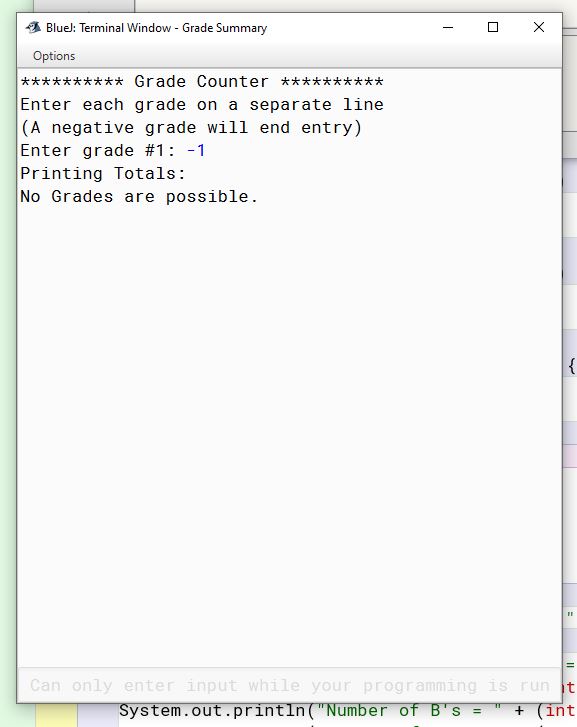 BlueJ: Terminal Window - Grade Summary
Options
********** Grade Counter **********
Enter each grade on a separate line
(A negative grade will end entry)
Enter grade #1: -1
Printing Totals:
No Grades are possible.
{
"
=
Can only enter input while your programming is run
nt
System.out.println("Number of B's = " + (int